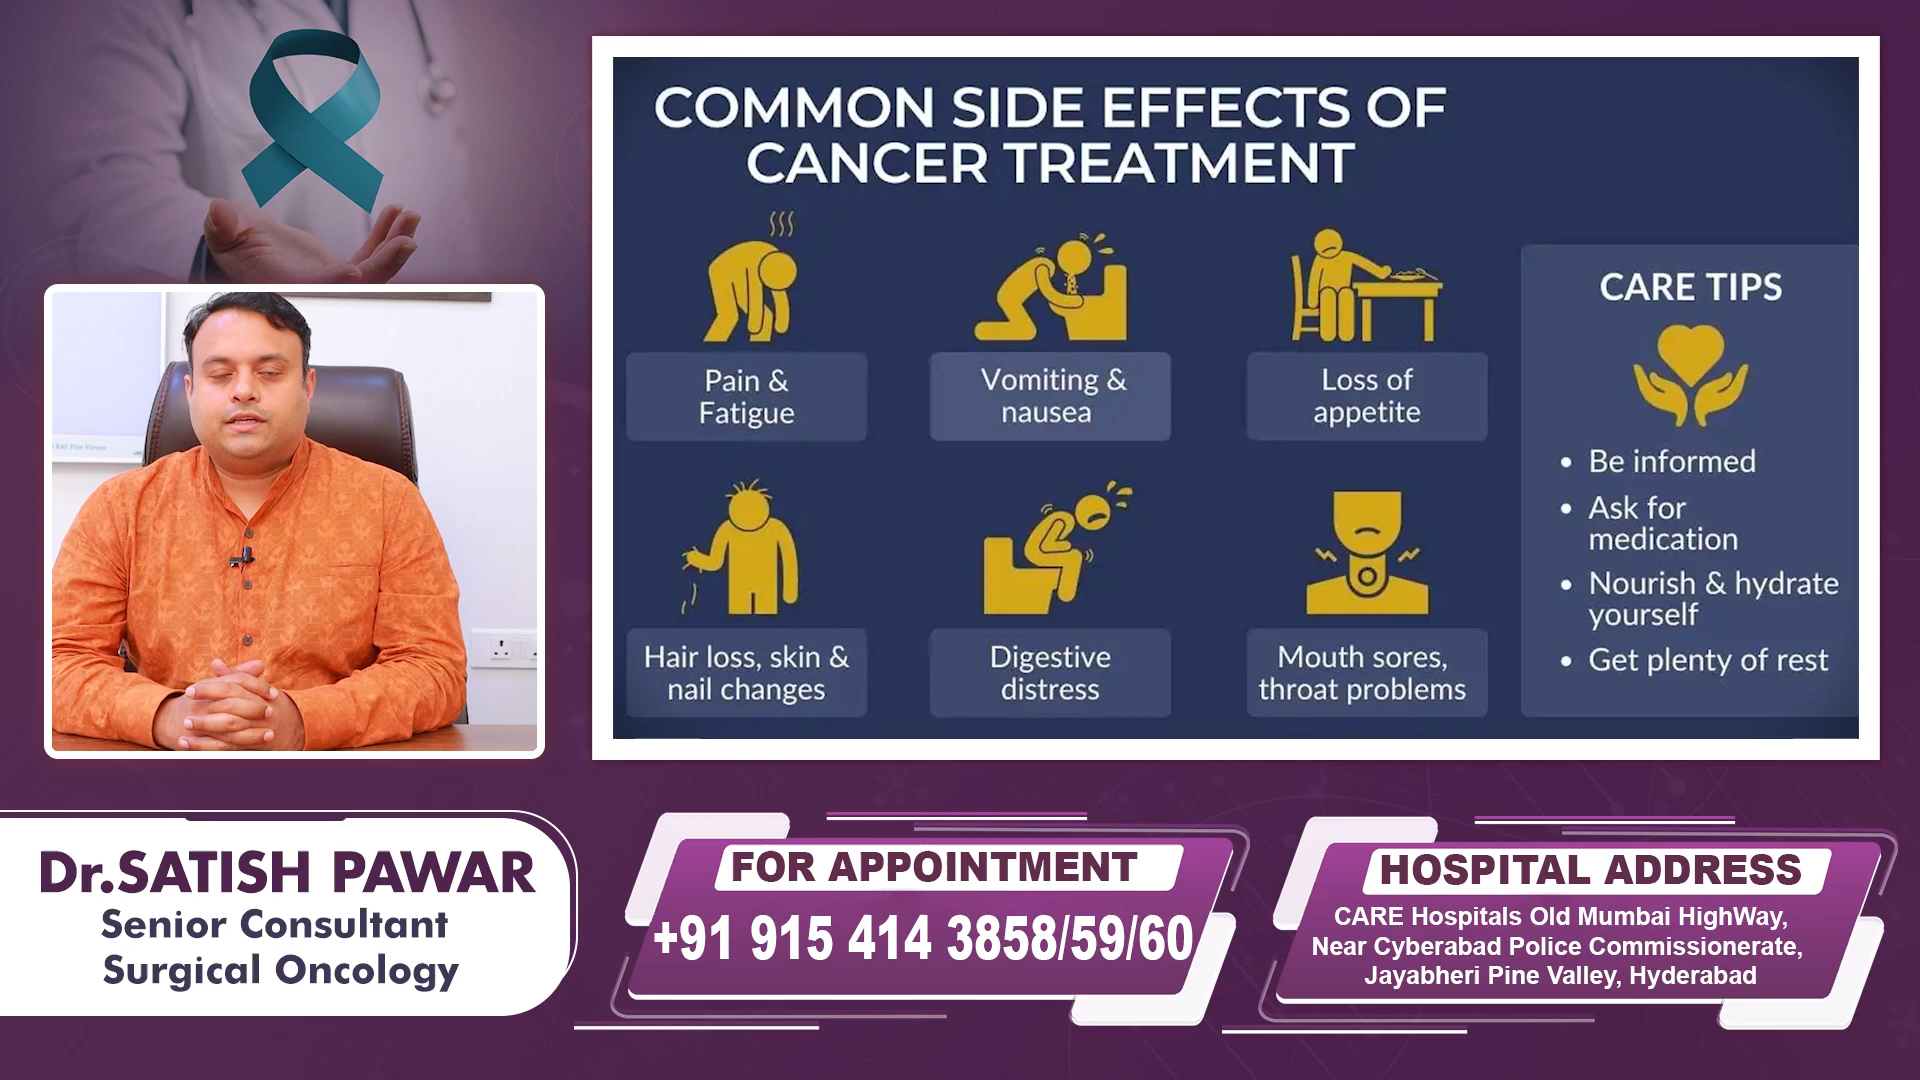 COMMON SIDE EFFECTS OF
CANCER TREATMENT
Pain &
Fatigue
Vomiting &
nausea
Loss of
appetite
Hair loss, skin &
nail changes
Digestive
distress
Mouth sores,
throat problems
CARE TIPS
• Be informed
• Ask for
medication
• Nourish & hydrate
yourself
• Get plenty of rest
X-RAY Film Viewer
Dr.SATISH PAWAR
Senior Consultant
Surgical Oncology
FOR APPOINTMENT
+91 915 414 3858/59/60
HOSPITAL ADDRESS
CARE Hospitals Old Mumbai HighWay,
Near Cyberabad Police Commissionerate,
Jayabheri Pine Valley, Hyderabad